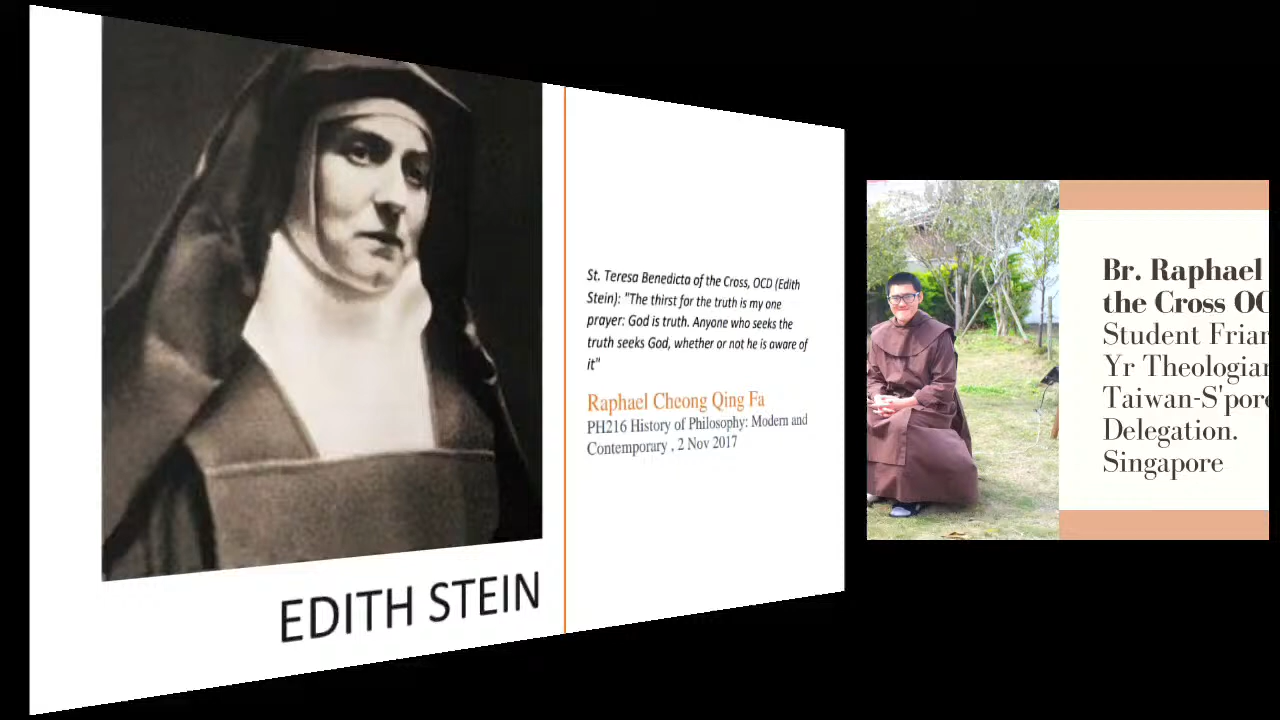 St. Teresa Benedicta of the Cross, OCD (Edith
Stein): "The thirst for the truth is my one
prayer: God is truth. Anyone who seeks the
truth seeks God, whether or not he is aware of
it"
Raphael Cheong Qing Fa
PH216 History of Philosophy: Modern and
Contemporary , 2 Nov 2017
EDITH STEIN
Br. Raphael
the Cross
Student Friar
Yr Theologian
Taiwan-S'pore
Delegation.
Singapore